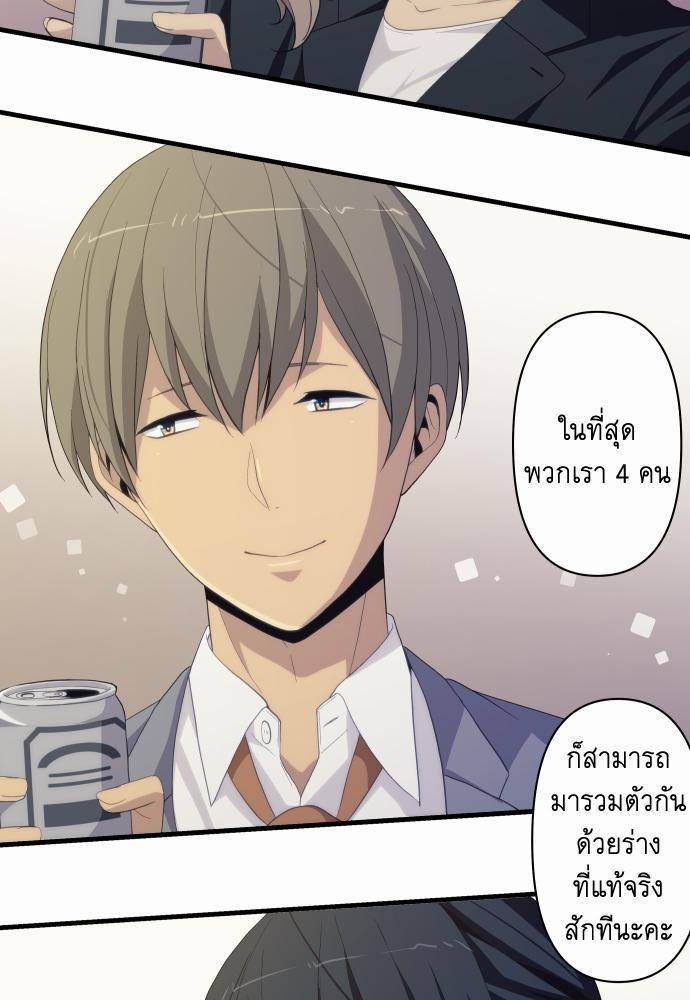 ในที่สุด
พวกเรา 4 คน
ก็สามารถ
มารวมตัวกัน
ด้วยร่าง
ที่แท้จริง
สักทีนะคะ